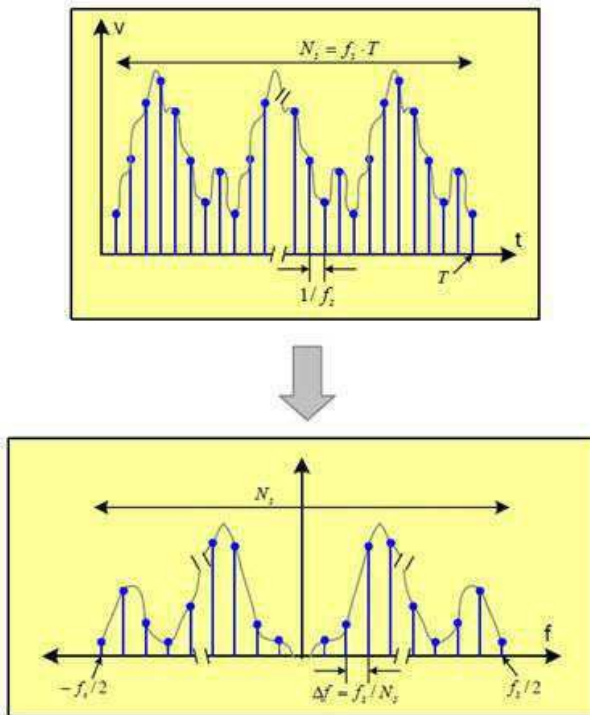 V
N_s = f_s · T
t
T
1/f_s
N_s
f
-f_s/2
Δf = f_s/N_s
f_s/2